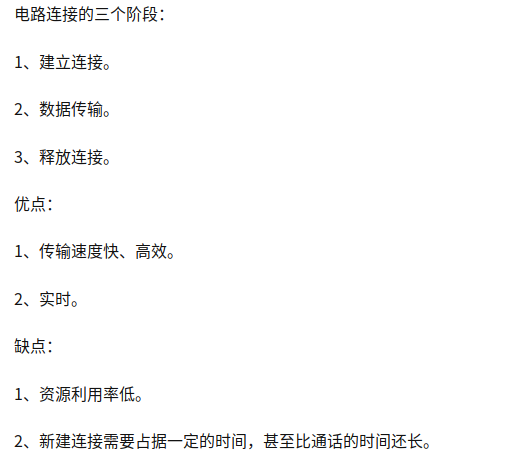 电路连接的三个阶段：
1、建立连接。
2、数据传输。
3、释放连接。
优点：
1、传输速度快、高效。
2、实时。
缺点：
1、资源利用率低。
2、新建连接需要占据一定的时间，甚至比通话的时间还长。